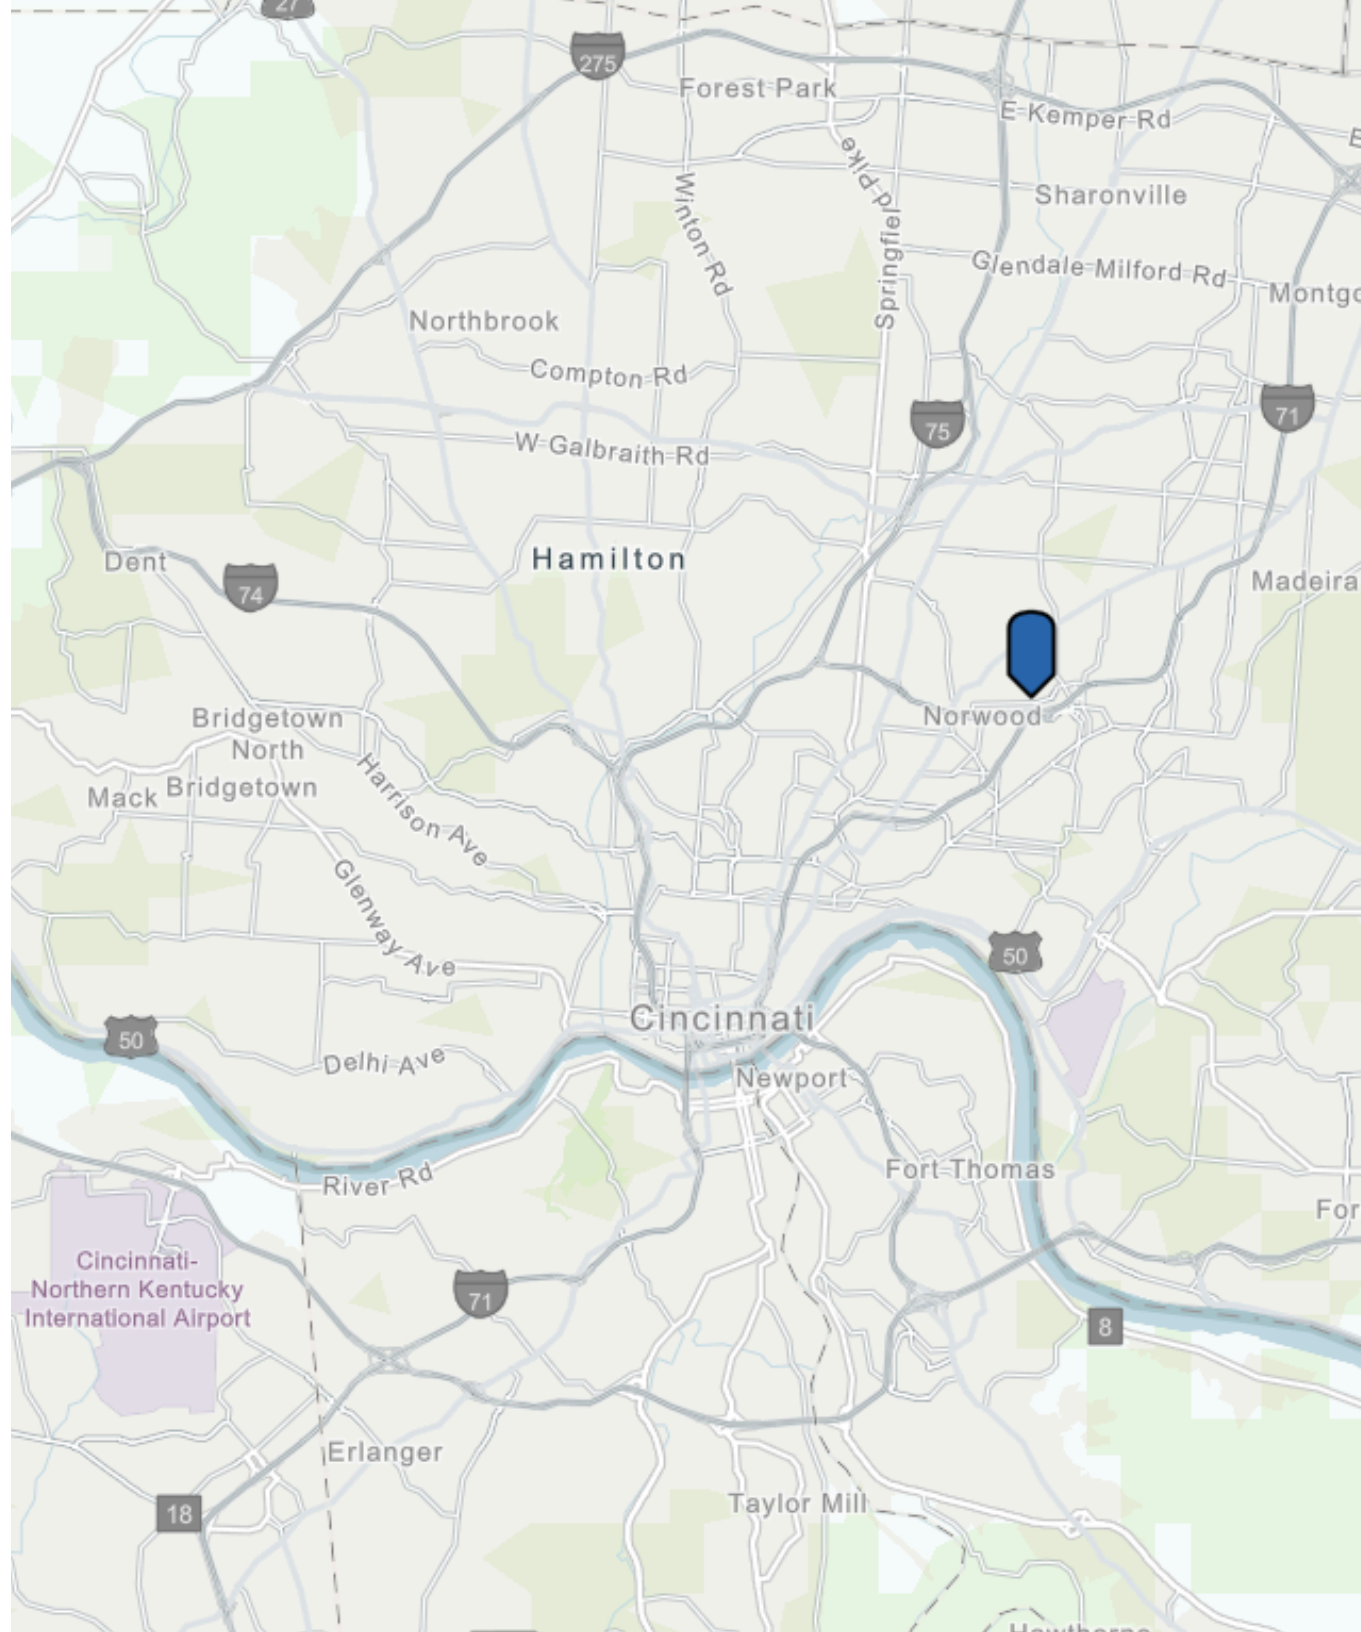 27
275
Forest Park
E Kemper Rd
E
Winton Rd
Springfield Pike
Sharonville
Glendale Milford Rd
Montgo
Northbrook
Compton Rd
75
71
W Galbraith Rd
Hamilton
Dent
74
Madeira
Norwood
Bridgetown
North
Mack
Bridgetown
Harrison Ave
Glenway Ave
50
Cincinnati
50
Delhi Ave
Newport
River Rd
Fort Thomas
For
Cincinnati-
Northern Kentucky
International Airport
71
8
Erlanger
18
Taylor Mill